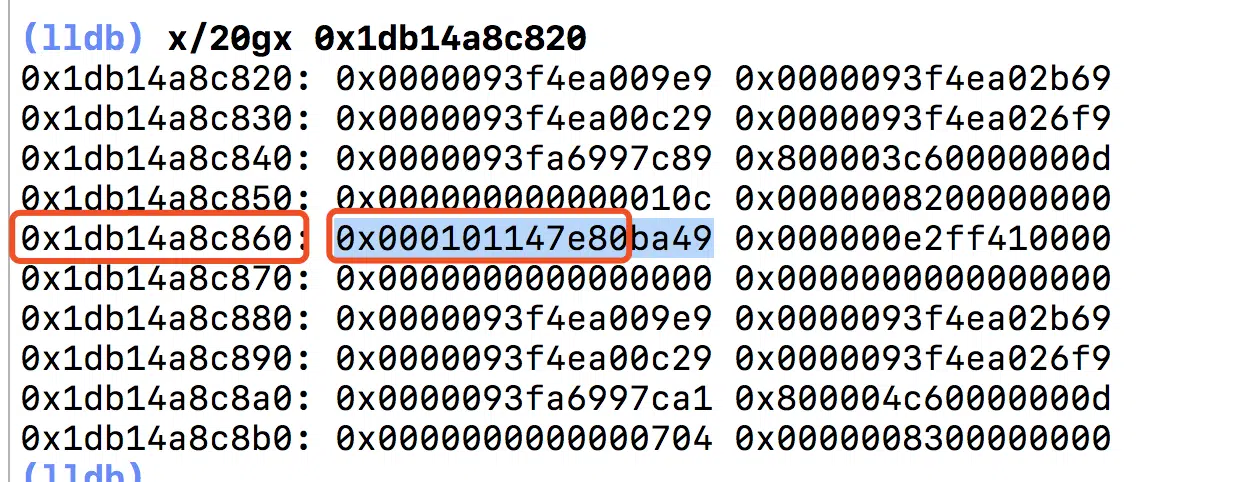 (lldb) x/20gx 0x1db14a8c820
0x1db14a8c820: 0x0000093f4ea009e9 0x0000093f4ea02b69
0x1db14a8c830: 0x0000093f4ea00c29 0x0000093f4ea026f9
0x1db14a8c840: 0x0000093fa6997c89 0x800003c60000000d
0x1db14a8c850: 0x000000000000010c 0x0000008200000000
0x1db14a8c860: 0x000101147e80ba49 0x000000e2ff410000
0x1db14a8c870: 0x0000000000000000 0x0000000000000000
0x1db14a8c880: 0x0000093f4ea009e9 0x0000093f4ea02b69
0x1db14a8c890: 0x0000093f4ea00c29 0x0000093f4ea026f9
0x1db14a8c8a0: 0x0000093fa6997ca1 0x800004c60000000d
0x1db14a8c8b0: 0x0000000000000704 0x0000008300000000
(lldb)